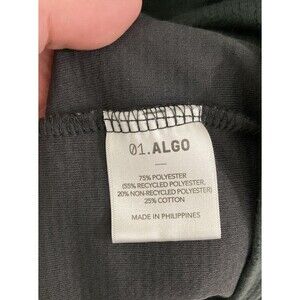 01.ALGO
75% POLYESTER
(55% RECYCLED POLYESTER,
20% NON-RECYCLED POLYESTER)
25% COTTON
MADE IN PHILIPPINES